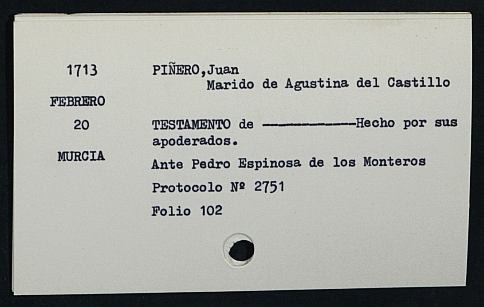 1713
FEBRERO
20
MURCIA
PIÑERO,Juan
Marido de Agustina del Castillo
TESTAMENTO de ------------Hecho por sus
apoderados.
Ante Pedro Espinosa de los Monteros
Protocolo Nº 2751
Folio 102